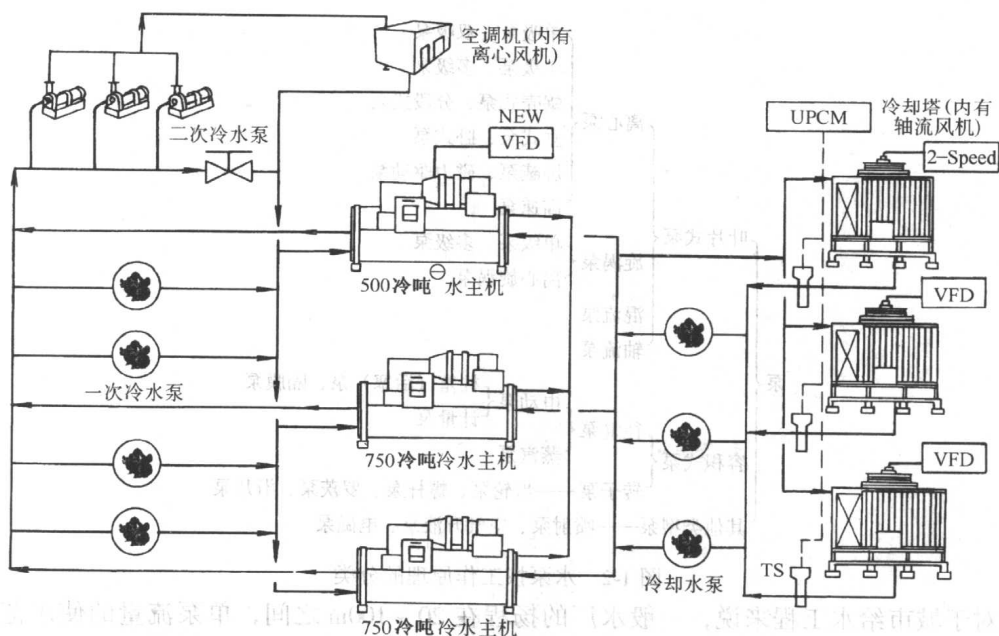 空调机(内有
离心风机)
二次冷水泵
NEW
VFD
UPCM
冷却塔(内有
轴流风机)
2-Speed
500冷吨⊖水主机
VFD
一次冷水泵
750冷吨冷水主机
VFD
TS
冷却水泵
750冷吨冷水主机